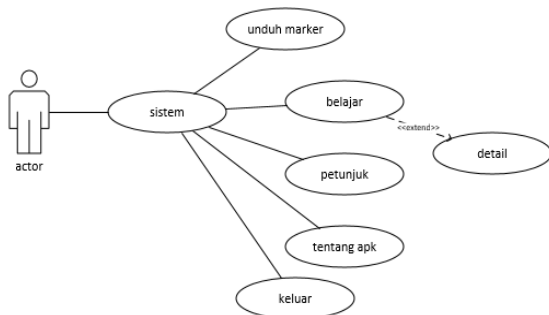 unduh marker
sistem
belajar
<<extend>>
detail
actor
petunjuk
tentang apk
keluar